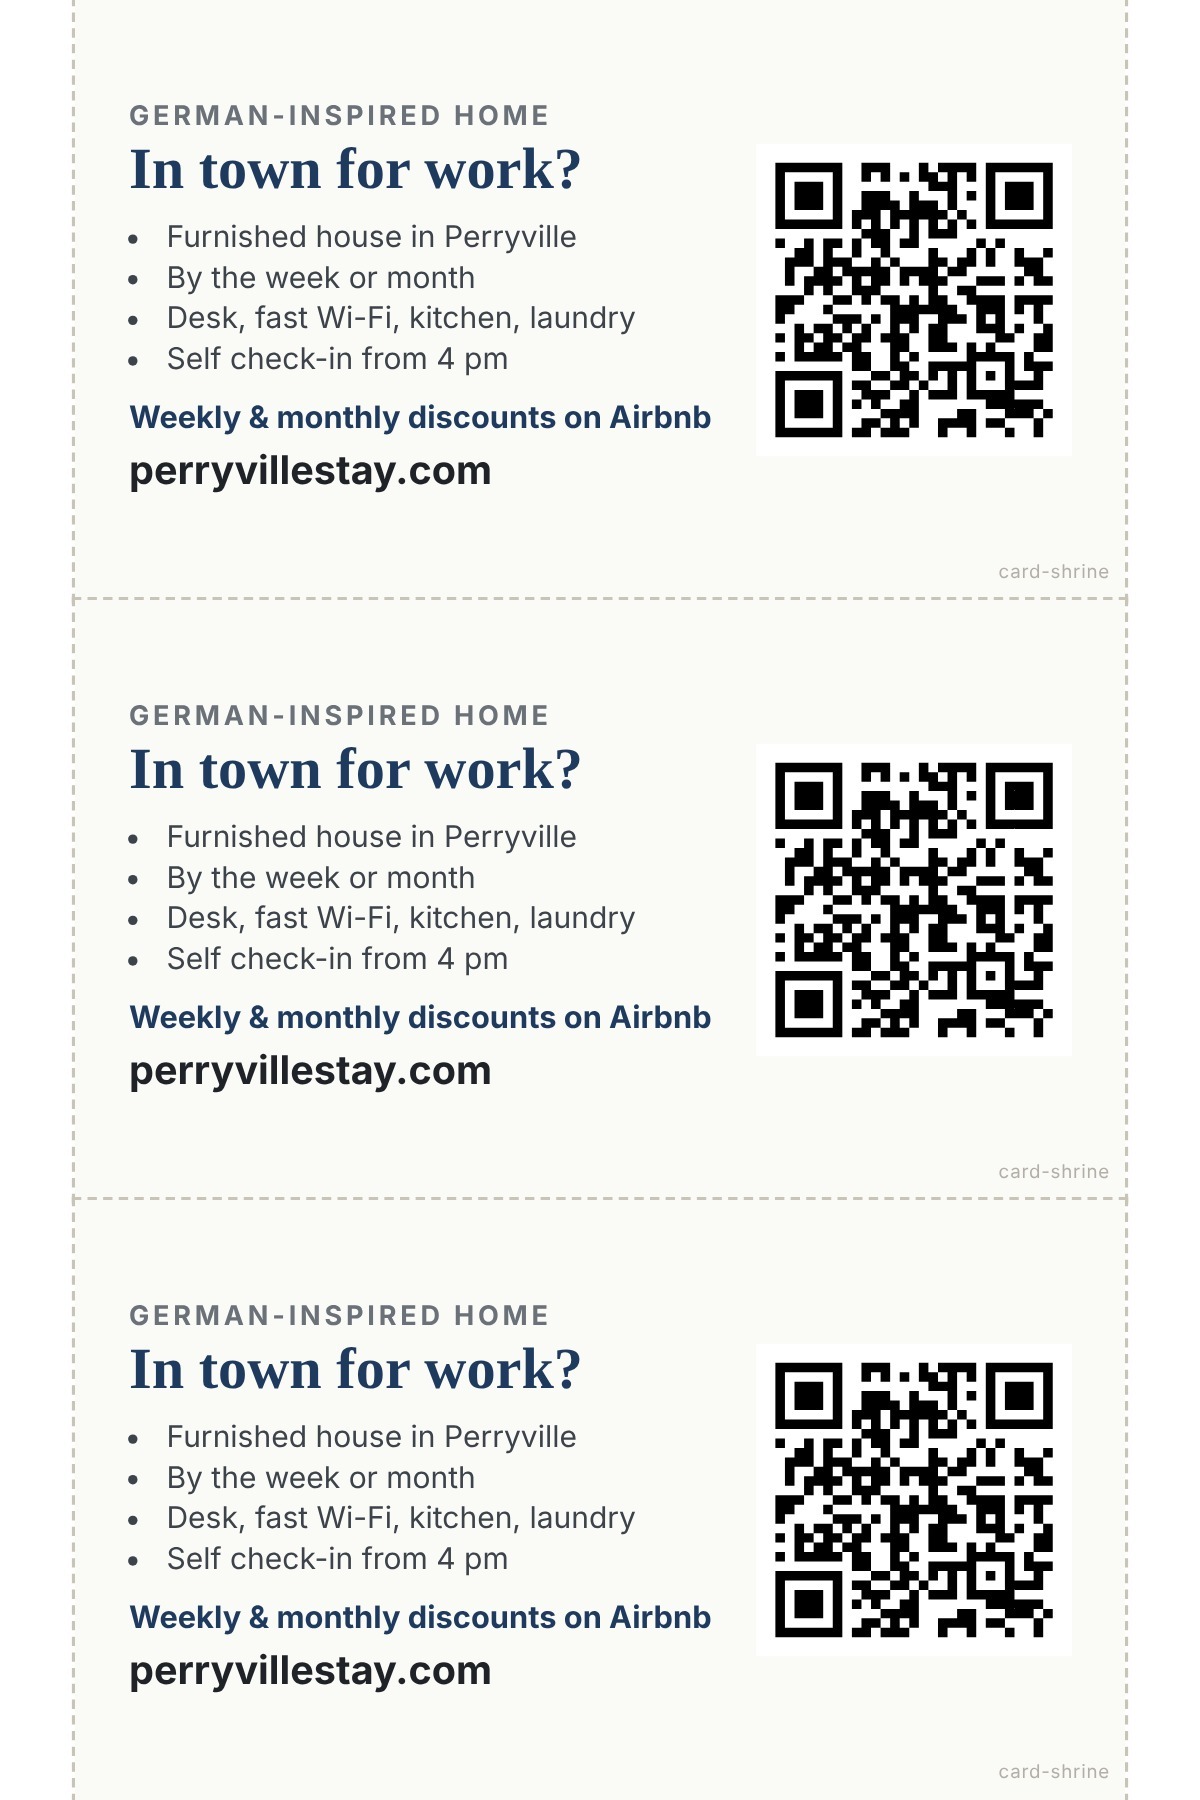 GERMAN-INSPIRED HOME
In town for work?
• Furnished house in Perryville
• By the week or month
• Desk, fast Wi-Fi, kitchen, laundry
• Self check-in from 4 pm
Weekly & monthly discounts on Airbnb
perryvillestay.com
card-shrine
GERMAN-INSPIRED HOME
In town for work?
• Furnished house in Perryville
• By the week or month
• Desk, fast Wi-Fi, kitchen, laundry
• Self check-in from 4 pm
Weekly & monthly discounts on Airbnb
perryvillestay.com
card-shrine
GERMAN-INSPIRED HOME
In town for work?
• Furnished house in Perryville
• By the week or month
• Desk, fast Wi-Fi, kitchen, laundry
• Self check-in from 4 pm
Weekly & monthly discounts on Airbnb
perryvillestay.com
card-shrine